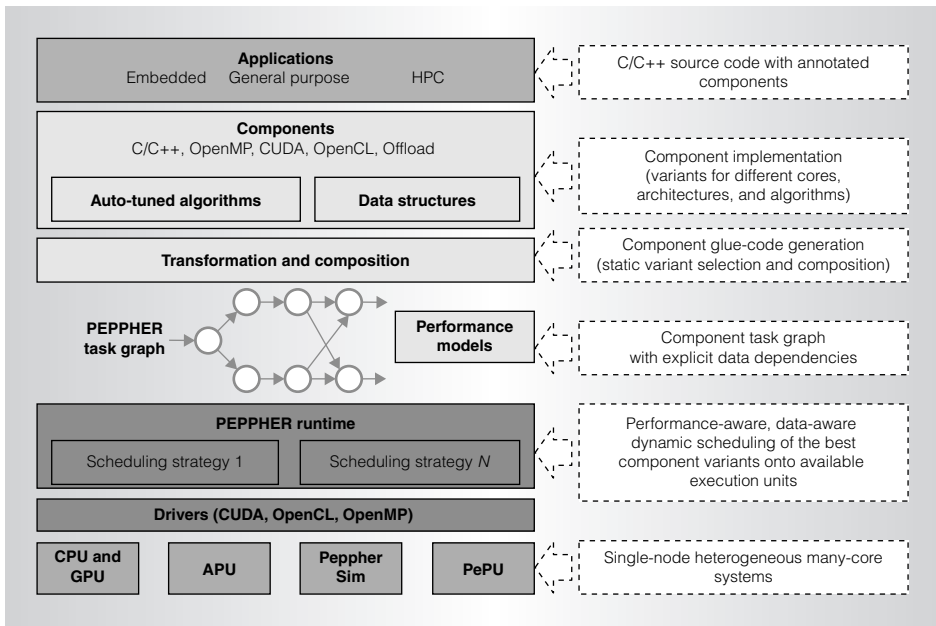 Applications
Embedded General purpose HPC
C/C++ source code with annotated
components
Components
C/C++, OpenMP, CUDA, OpenCL, Offload
Auto-tuned algorithms
Data structures
Component implementation
(variants for different cores,
architectures, and algorithms)
Transformation and composition
Component glue-code generation
(static variant selection and composition)
PEPPHER
task graph
Performance
models
Component task graph
with explicit data dependencies
PEPPHER runtime
Scheduling strategy 1
Scheduling strategy N
Performance-aware, data-aware
dynamic scheduling of the best
component variants onto available
execution units
Drivers (CUDA, OpenCL, OpenMP)
CPU and
GPU
APU
Peppher
Sim
PePU
Single-node heterogeneous many-core
systems